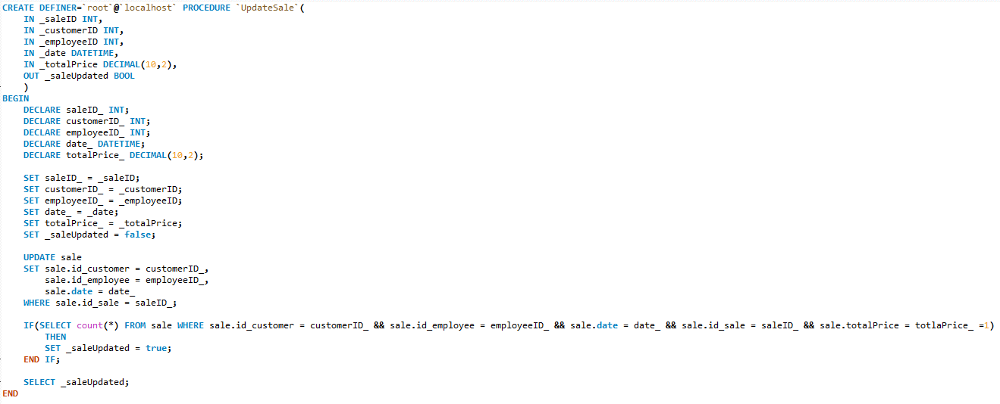 CREATE DEFINER=`root`@`localhost` PROCEDURE `UpdateSale`(
    IN _saleID INT,
    IN _customerID INT,
    IN _employeeID INT,
    IN _date DATETIME,
    IN _totalPrice DECIMAL(10,2),
    OUT _saleUpdated BOOL
    )
BEGIN
    DECLARE saleID_ INT;
    DECLARE customerID_ INT;
    DECLARE employeeID_ INT;
    DECLARE date_ DATETIME;
    DECLARE totalPrice_ DECIMAL(10,2);

    SET saleID_ = _saleID;
    SET customerID_ = _customerID;
    SET employeeID_ = _employeeID;
    SET date_ = _date;
    SET totalPrice_ = _totalPrice;
    SET _saleUpdated = false;

    UPDATE sale
    SET sale.id_customer = customerID_,
        sale.id_employee = employeeID_,
        sale.date = date_
    WHERE sale.id_sale = saleID_;

    IF(SELECT count(*) FROM sale WHERE sale.id_customer = customerID_ && sale.id_employee = employeeID_ && sale.date = date_ && sale.id_sale = saleID_ && sale.totalPrice = totlaPrice_ =1)
        THEN
        SET _saleUpdated = true;
    END IF;

    SELECT _saleUpdated;
END